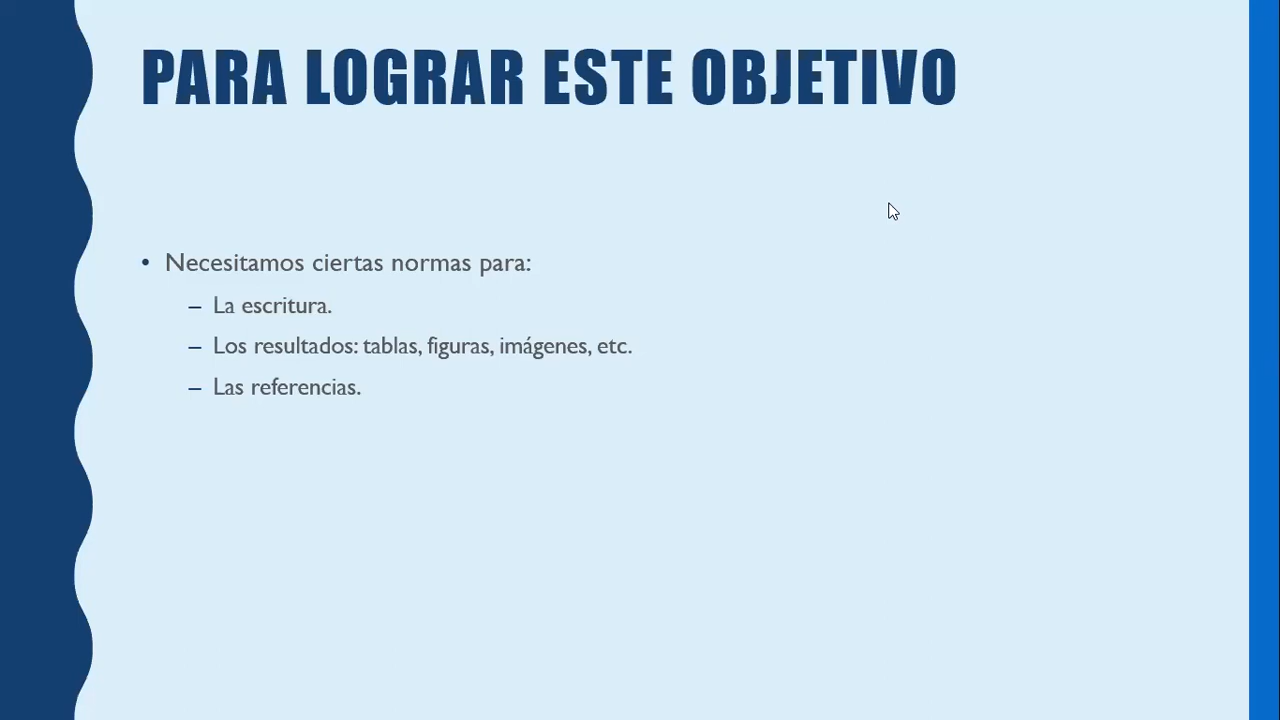 PARA LOGRAR ESTE OBJETIVO
• Necesitamos ciertas normas para:
– La escritura.
– Los resultados: tablas, figuras, imágenes, etc.
– Las referencias.